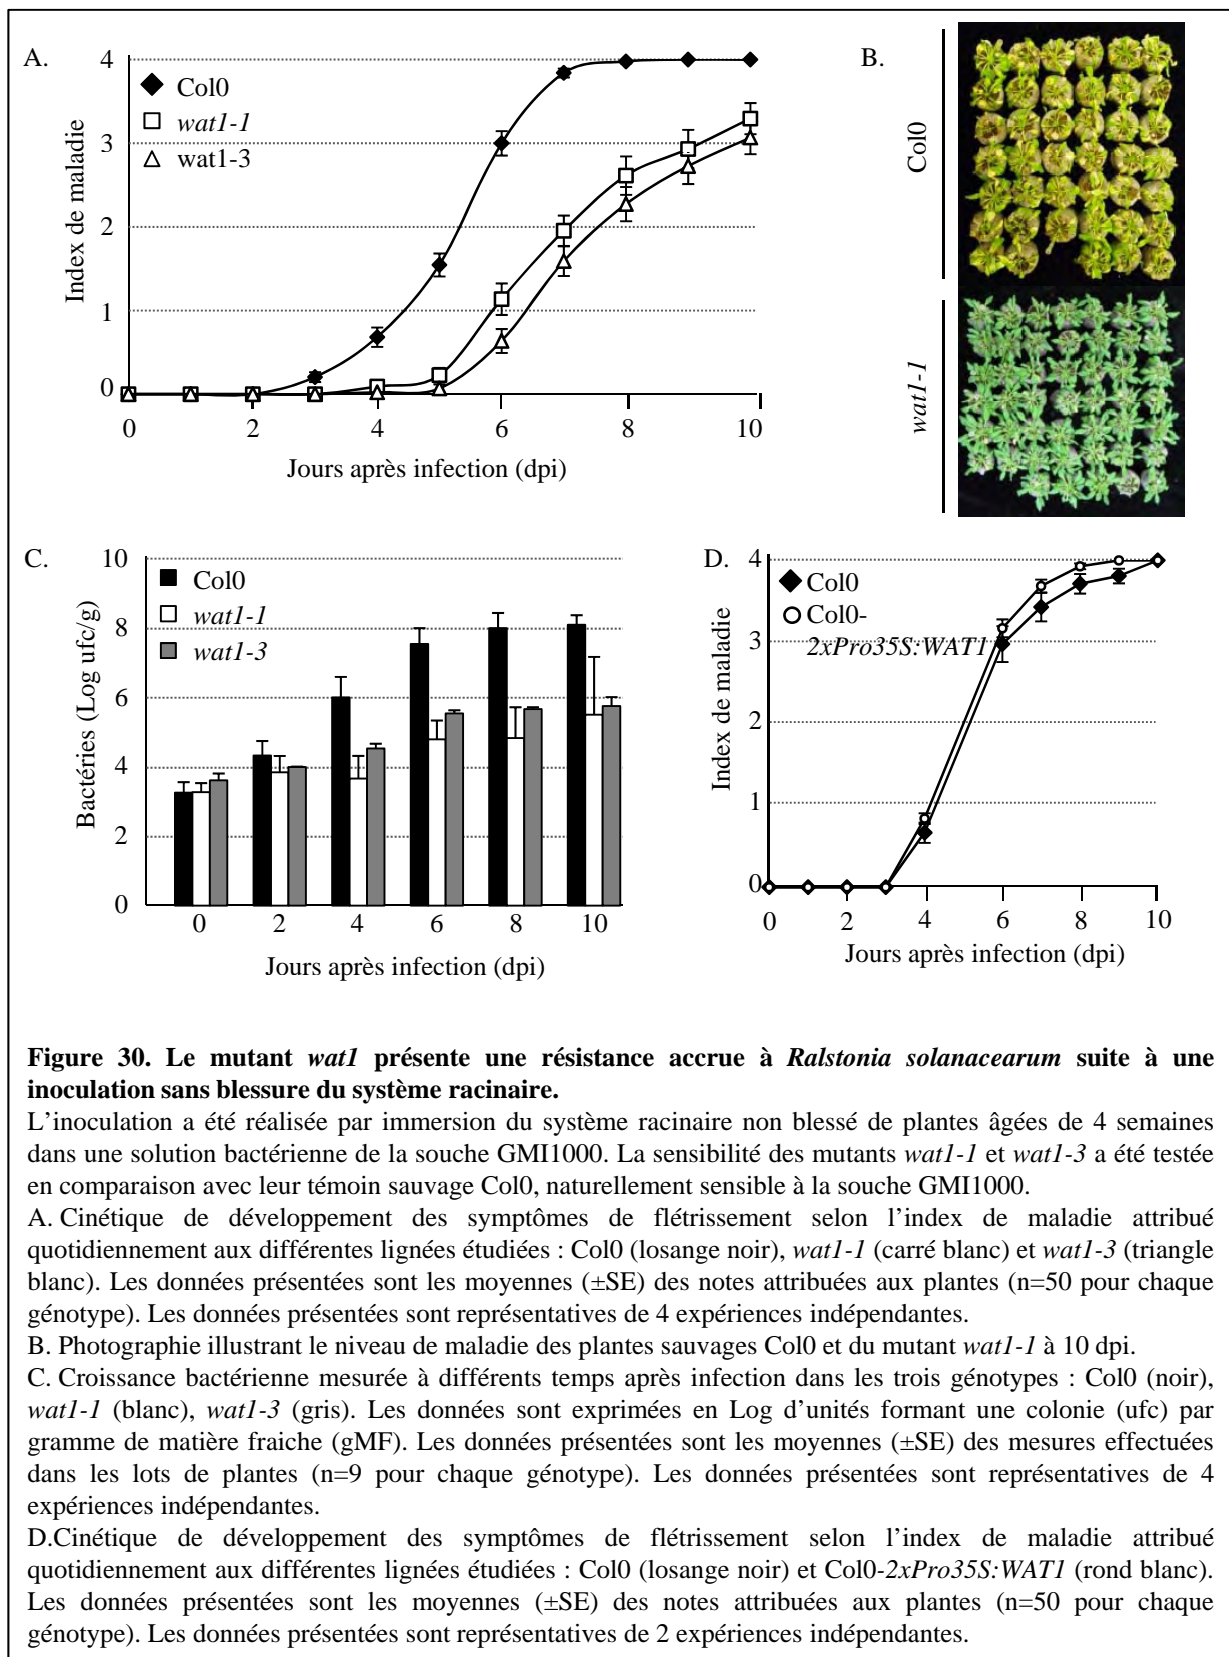 A.
4
3
2
1
0
Index de maladie
Col0
wat1-1
wat1-3
0 2 4 6 8 10
Jours après infection (dpi)
B.
Col0
wat1-1
C.
10
8
6
4
2
0
Bactéries (Log ufc/g)
Col0
wat1-1
wat1-3
0 2 4 6 8 10
Jours après infection (dpi)
D.
4
3
2
1
0
Index de maladie
Col0
Col0-
2xPro35S:WAT1
0 2 4 6 8 10
Jours après infection (dpi)
Figure 30. Le mutant wat1 présente une résistance accrue à Ralstonia solanacearum suite à une
inoculation sans blessure du système racinaire.
L’inoculation a été réalisée par immersion du système racinaire non blessé de plantes âgées de 4 semaines
dans une solution bactérienne de la souche GMI1000. La sensibilité des mutants wat1-1 et wat1-3 a été testée
en comparaison avec leur témoin sauvage Col0, naturellement sensible à la souche GMI1000.
A. Cinétique de développement des symptômes de flétrissement selon l’index de maladie attribué
quotidiennement aux différentes lignées étudiées : Col0 (losange noir), wat1-1 (carré blanc) et wat1-3 (triangle
blanc). Les données présentées sont les moyennes (±SE) des notes attribuées aux plantes (n=50 pour chaque
génotype). Les données présentées sont représentatives de 4 expériences indépendantes.
B. Photographie illustrant le niveau de maladie des plantes sauvages Col0 et du mutant wat1-1 à 10 dpi.
C. Croissance bactérienne mesurée à différents temps après infection dans les trois génotypes : Col0 (noir),
wat1-1 (blanc), wat1-3 (gris). Les données sont exprimées en Log d’unités formant une colonie (ufc) par
gramme de matière fraiche (gMF). Les données présentées sont les moyennes (±SE) des mesures effectuées
dans les lots de plantes (n=9 pour chaque génotype). Les données présentées sont représentatives de 4
expériences indépendantes.
D.Cinétique de développement des symptômes de flétrissement selon l’index de maladie attribué
quotidiennement aux différentes lignées étudiées : Col0 (losange noir) et Col0-2xPro35S:WAT1 (rond blanc).
Les données présentées sont les moyennes (±SE) des notes attribuées aux plantes (n=50 pour chaque
génotype). Les données présentées sont représentatives de 2 expériences indépendantes.